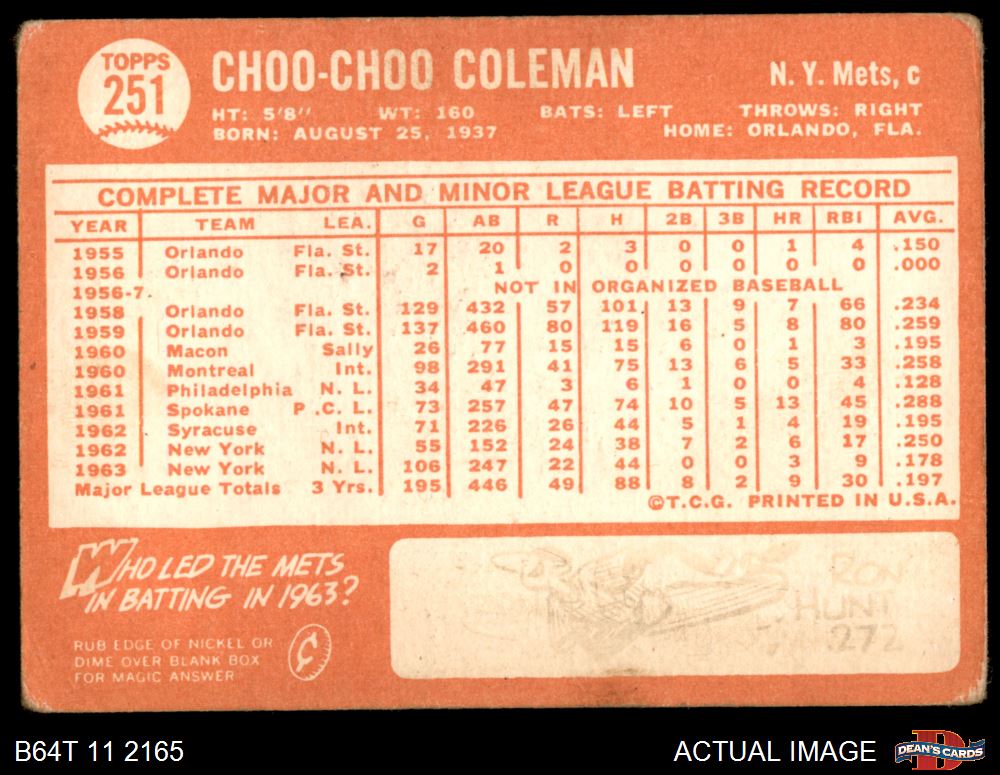 TOPPS
251
CHOO-CHOO COLEMAN
N. Y. Mets, c
HT: 5'8" WT: 160 BATS: LEFT THROWS: RIGHT
BORN: AUGUST 25, 1937 HOME: ORLANDO, FLA.
COMPLETE MAJOR AND MINOR LEAGUE BATTING RECORD
YEAR TEAM LEA. G AB R H 2B 3B HR RBI AVG.
1955 Orlando Fla. St. 17 20 2 3 0 0 1 4 .150
1956 Orlando Fla. St. 2 1 0 0 0 0 0 0 .000
1956-7 NOT IN ORGANIZED BASEBALL
1958 Orlando Fla. St. 129 432 57 101 13 9 7 66 .234
1959 Orlando Fla. St. 137 460 80 119 16 5 8 80 .259
1960 Macon Sally 26 77 15 15 6 0 1 3 .195
1960 Montreal Int. 98 291 41 75 13 6 5 33 .258
1961 Philadelphia N. L. 34 47 3 6 1 0 0 4 .128
1961 Spokane P .C. L. 73 257 47 74 10 5 13 45 .288
1962 Syracuse Int. 71 226 26 44 5 1 4 19 .195
1962 New York N. L. 55 152 24 38 7 2 6 17 .250
1963 New York N. L. 106 247 22 44 0 0 3 9 .178
Major League Totals 3 Yrs. 195 446 49 88 8 2 9 30 .197
©T.C.G. PRINTED IN U.S.A.
WHO LED THE METS
IN BATTING IN 1963?
RUB EDGE OF NICKEL OR
DIME OVER BLANK BOX
FOR MAGIC ANSWER
RON
HUNT
.272
B64T 11 2165
ACTUAL IMAGE
DEAN'S CARDS